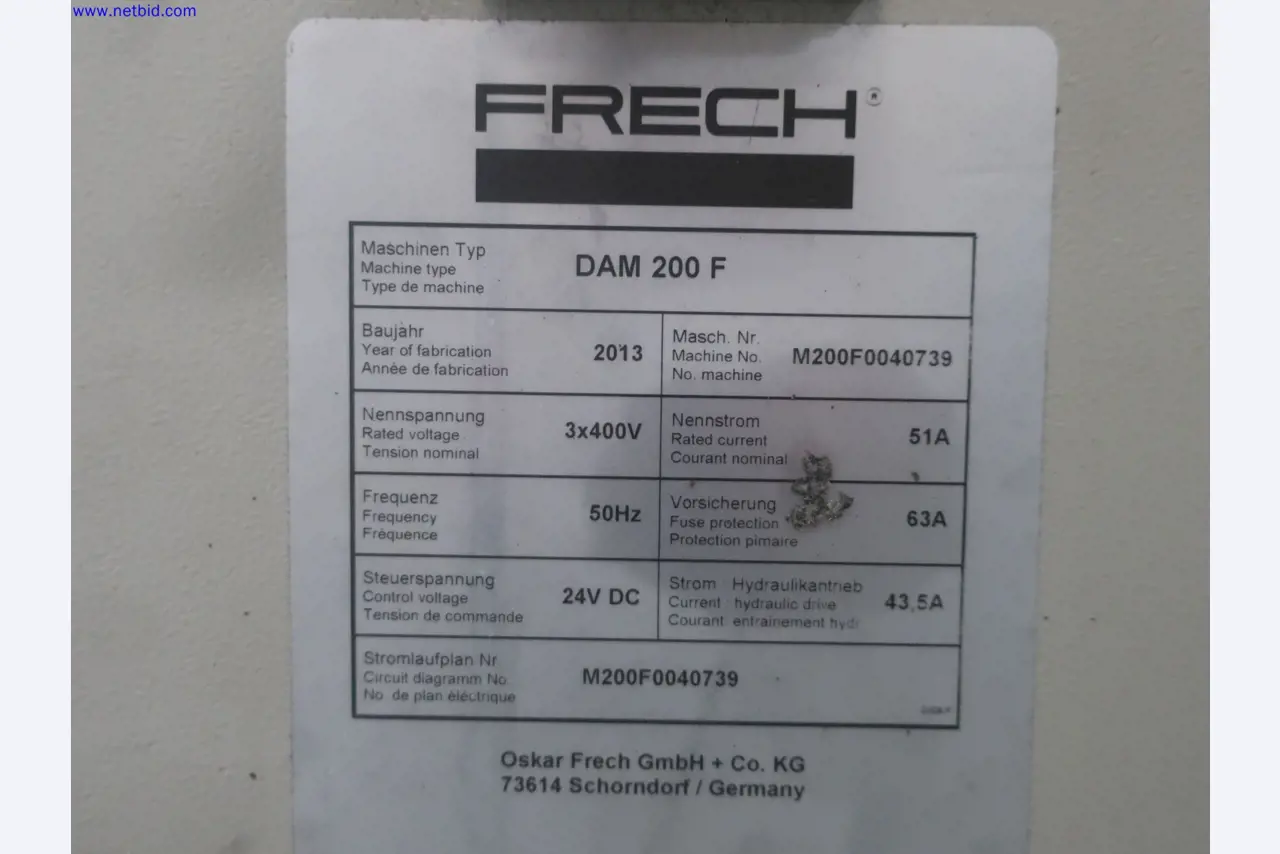 www.netbid.com
FRECH
Maschinen Typ
Machine type
Type de machine
DAM 200 F
Baujahr
Year of fabrication
Année de fabrication
2013
Masch. Nr.
Machine No.
No. machine
M200F0040739
Nennspannung
Rated voltage
Tension nominal
3x400V
Nennstrom
Rated current
Courant nominal
51A
Frequenz
Frequency
Fréquence
50Hz
Vorsicherung
Fuse protection
Protection pimaire
63A
Steuerspannung
Control voltage
Tension de commande
24V DC
Strom Hydraulikantrieb
Current hydraulic drive
Courant entrainement hydr
43,5A
Stromlaufplan Nr
Circuit diagramm No.
No. de plan électrique
M200F0040739
Oskar Frech GmbH + Co. KG
73614 Schorndorf / Germany